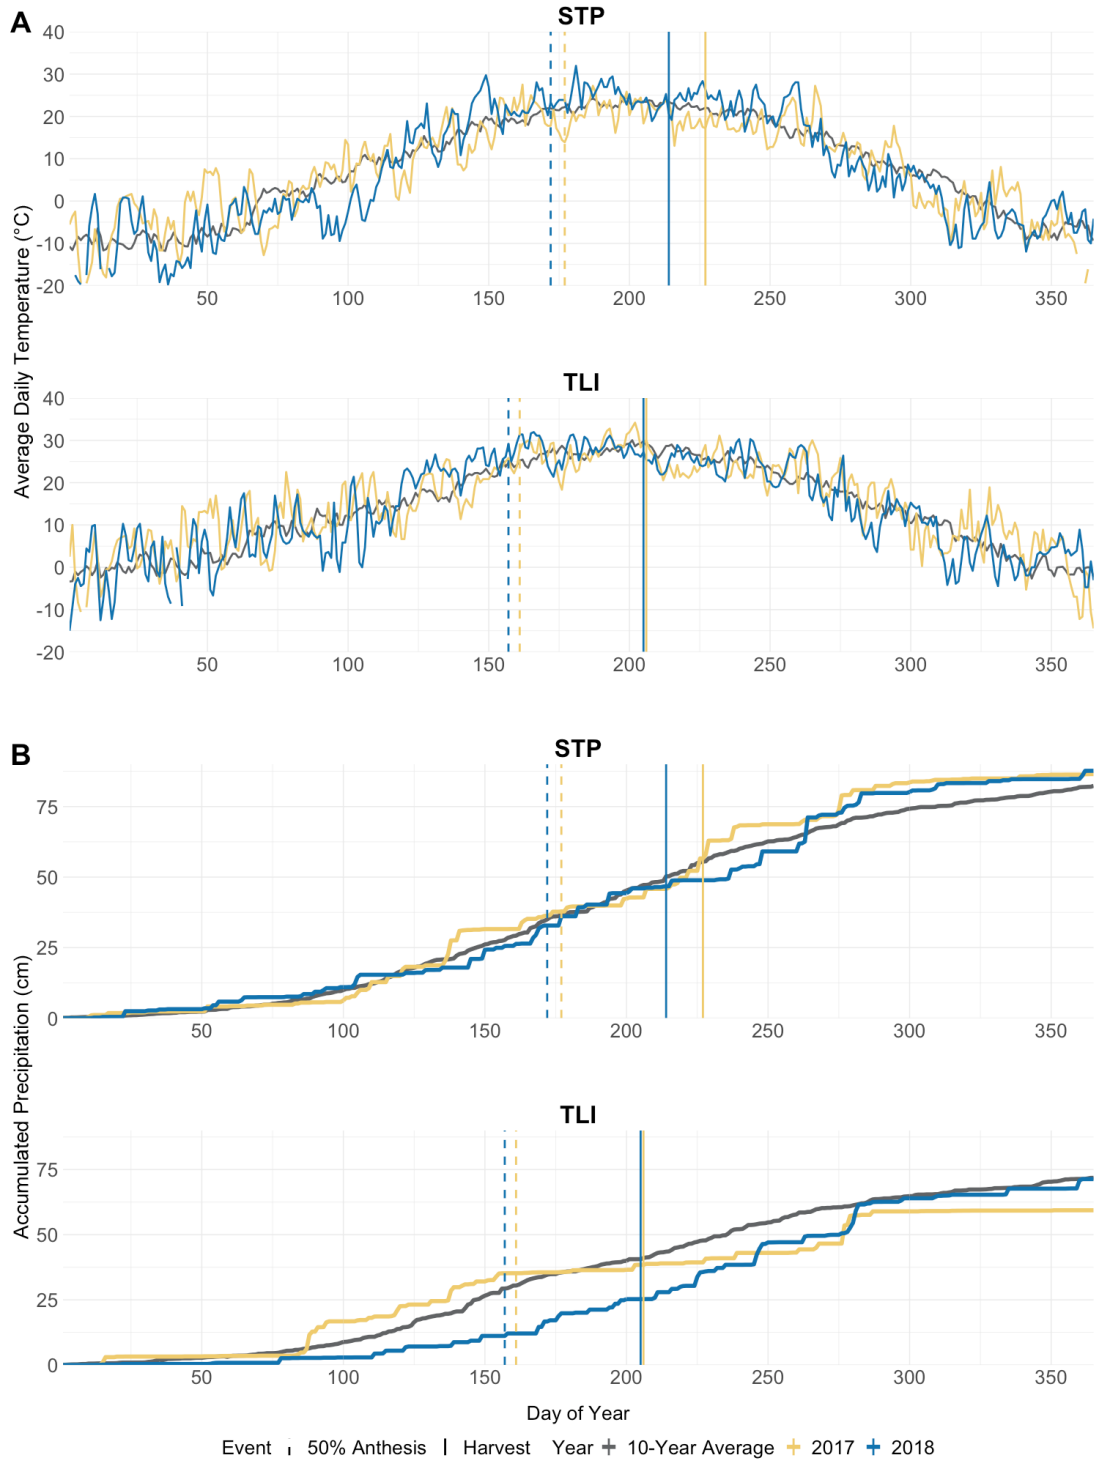 A
STP
Average Daily Temperature (°C)
40
30
20
10
0
-10
-20
50 100 150 200 250 300 350
TLI
40
30
20
10
0
-10
-20
50 100 150 200 250 300 350
B
STP
Accumulated Precipitation (cm)
75
50
25
0
50 100 150 200 250 300 350
TLI
75
50
25
0
50 100 150 200 250 300 350
Day of Year
Event 50% Anthesis Harvest Year 10-Year Average 2017 2018